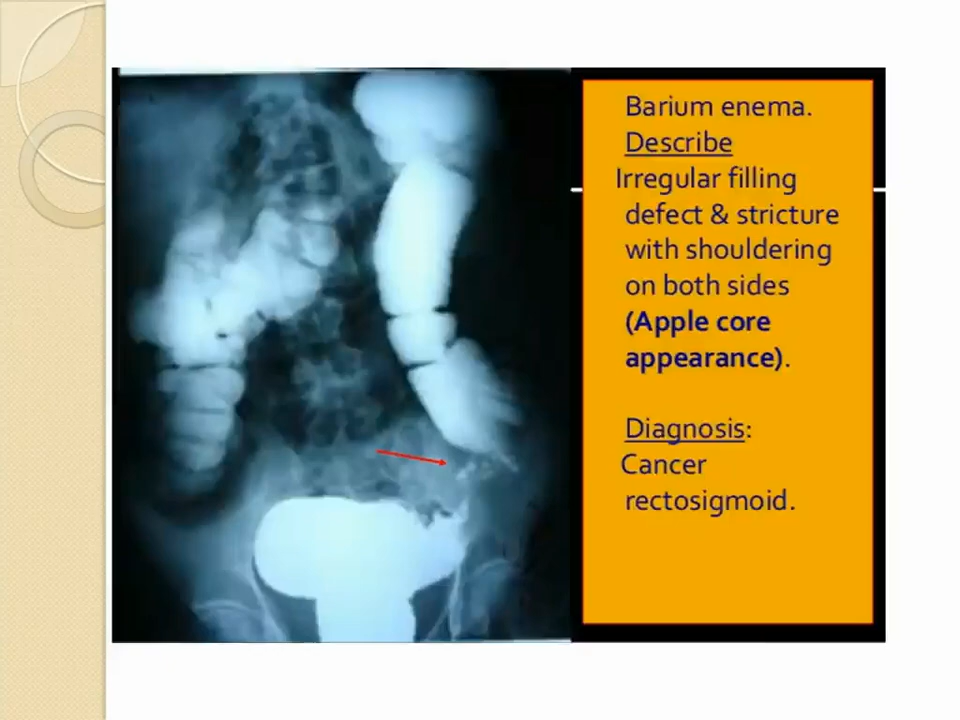 Barium enema.
Describe
Irregular filling
defect & stricture
with shouldering
on both sides
(Apple core
appearance).
Diagnosis:
Cancer
rectosigmoid.